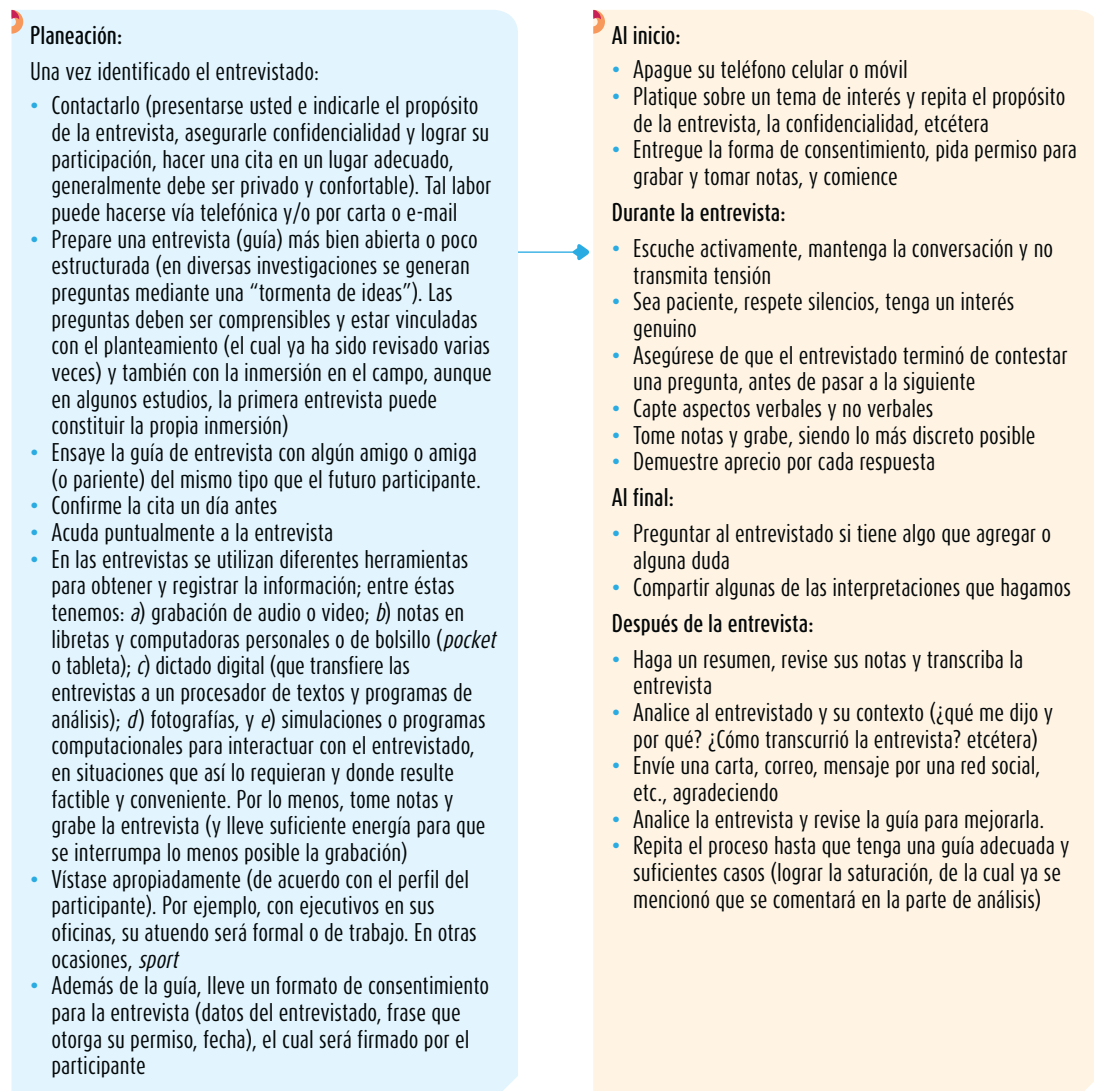 Planeación:
Una vez identificado el entrevistado:
• Contactarlo (presentarse usted e indicarle el propósito
de la entrevista, asegurarle confidencialidad y lograr su
participación, hacer una cita en un lugar adecuado,
generalmente debe ser privado y confortable). Tal labor
puede hacerse vía telefónica y/o por carta o e-mail
• Prepare una entrevista (guía) más bien abierta o poco
estructurada (en diversas investigaciones se generan
preguntas mediante una “tormenta de ideas”). Las
preguntas deben ser comprensibles y estar vinculadas
con el planteamiento (el cual ya ha sido revisado varias
veces) y también con la inmersión en el campo, aunque
en algunos estudios, la primera entrevista puede
constituir la propia inmersión)
• Ensaye la guía de entrevista con algún amigo o amiga
(o pariente) del mismo tipo que el futuro participante.
• Confirme la cita un día antes
• Acuda puntualmente a la entrevista
• En las entrevistas se utilizan diferentes herramientas
para obtener y registrar la información; entre éstas
tenemos: a) grabación de audio o video; b) notas en
libretas y computadoras personales o de bolsillo (pocket
o tableta); c) dictado digital (que transfiere las
entrevistas a un procesador de textos y programas de
análisis); d) fotografías, y e) simulaciones o programas
computacionales para interactuar con el entrevistado,
en situaciones que así lo requieran y donde resulte
factible y conveniente. Por lo menos, tome notas y
grabe la entrevista (y lleve suficiente energía para que
se interrumpa lo menos posible la grabación)
• Vístase apropiadamente (de acuerdo con el perfil del
participante). Por ejemplo, con ejecutivos en sus
oficinas, su atuendo será formal o de trabajo. En otras
ocasiones, sport
• Además de la guía, lleve un formato de consentimiento
para la entrevista (datos del entrevistado, frase que
otorga su permiso, fecha), el cual será firmado por el
participante
Al inicio:
• Apague su teléfono celular o móvil
• Platique sobre un tema de interés y repita el propósito
de la entrevista, la confidencialidad, etcétera
• Entregue la forma de consentimiento, pida permiso para
grabar y tomar notas, y comience
Durante la entrevista:
• Escuche activamente, mantenga la conversación y no
transmita tensión
• Sea paciente, respete silencios, tenga un interés
genuino
• Asegúrese de que el entrevistado terminó de contestar
una pregunta, antes de pasar a la siguiente
• Capte aspectos verbales y no verbales
• Tome notas y grabe, siendo lo más discreto posible
• Demuestre aprecio por cada respuesta
Al final:
• Preguntar al entrevistado si tiene algo que agregar o
alguna duda
• Compartir algunas de las interpretaciones que hagamos
Después de la entrevista:
• Haga un resumen, revise sus notas y transcriba la
entrevista
• Analice al entrevistado y su contexto (¿qué me dijo y
por qué? ¿Cómo transcurrió la entrevista? etcétera)
• Envíe una carta, correo, mensaje por una red social,
etc., agradeciendo
• Analice la entrevista y revise la guía para mejorarla.
• Repita el proceso hasta que tenga una guía adecuada y
suficientes casos (lograr la saturación, de la cual ya se
mencionó que se comentará en la parte de análisis)